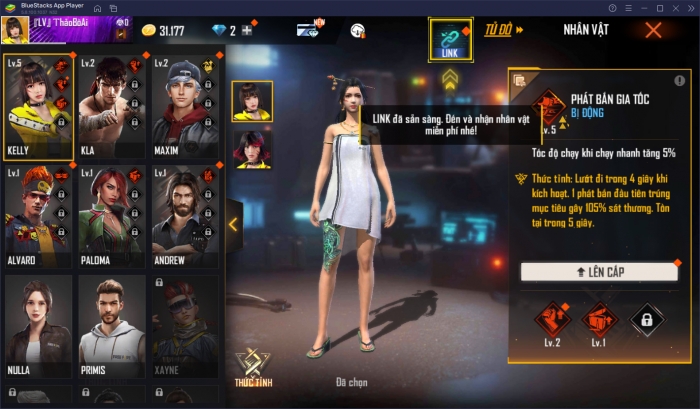 BlueStacks App Player
『LV』ThảoBôAi
31.177
2
NEW
LINK
TỦ ĐỒ
NHÂN VẬT
Lv.5
Lv.2
Lv.2
KELLY
KLA
MAXIM
Lv.1
Lv.1
Lv.1
ALVARO
PALOMA
ANDREW
NULLA
PRIMIS
XAYNE
LINK đã sẵn sàng. Đến và nhận nhân vật
miễn phí nhé!
THỨC TỈNH
Đã chọn
PHÁT BẮN GIA TỐC
BỊ ĐỘNG
Lv.5
Tốc độ chạy khi chạy nhanh tăng 5%
Thức tỉnh: Lướt đi trong 4 giây khi
kích hoạt. 1 phát bắn đầu tiên trúng
mục tiêu gây 105% sát thương. Tồn
tại trong 5 giây.
LÊN CẤP
Lv.2
Lv.1